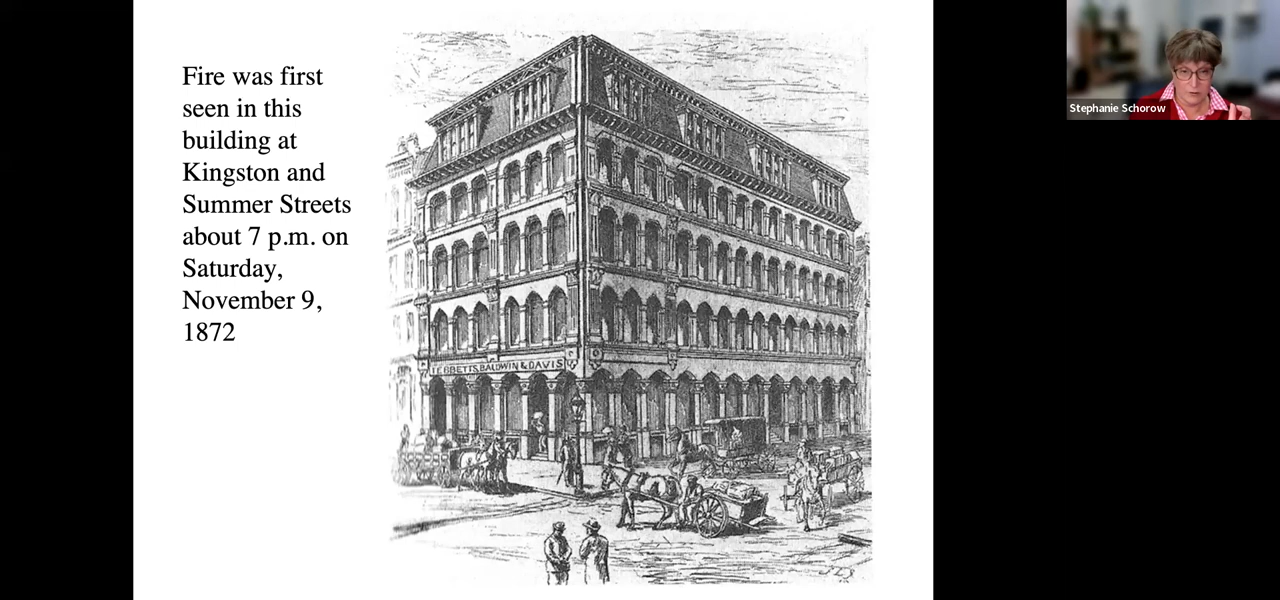 Fire was first
seen in this
building at
Kingston and
Summer Streets
about 7 p.m. on
Saturday,
November 9,
1872
TEBBETTS, BALDWIN & DAVIS
Stephanie Schorow